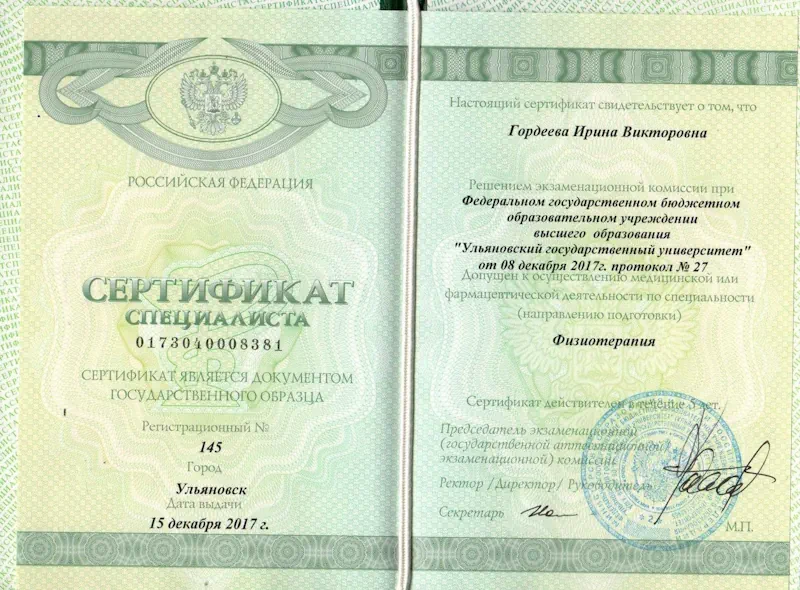 РОССИЙСКАЯ ФЕДЕРАЦИЯ
СЕРТИФИКАТ
СПЕЦИАЛИСТА
0173040008381
СЕРТИФИКАТ ЯВЛЯЕТСЯ ДОКУМЕНТОМ
ГОСУДАРСТВЕННОГО ОБРАЗЦА
Регистрационный №
145
Город
Ульяновск
Дата выдачи
15 декабря 2017 г.
Настоящий сертификат свидетельствует о том, что
Гордеева Ирина Викторовна
Решением экзаменационной комиссии при
Федеральном государственном бюджетном
образовательном учреждении
высшего образования
"Ульяновский государственный университет"
от 08 декабря 2017г. протокол № 27
Допущен к осуществлению медицинской или
фармацевтической деятельности по специальности
(направлению подготовки)
Физиотерапия
Сертификат действителен в течение 5 лет.
Председатель экзаменационной
(государственной аттестационной/
экзаменационной) комиссии
Ректор / Директор / Руководитель
Секретарь
М.П.